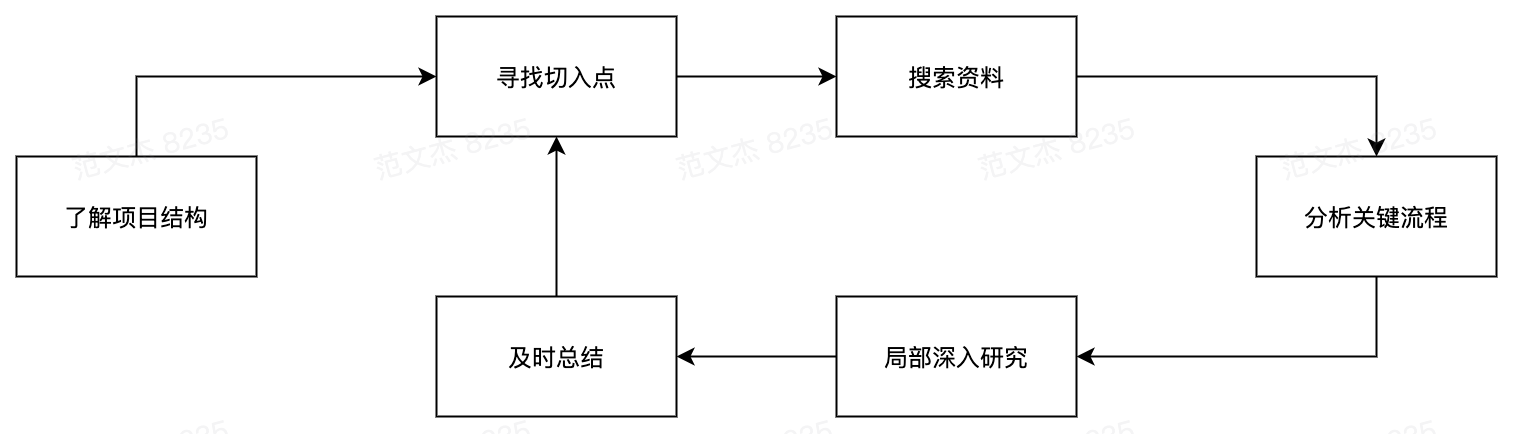 寻找切入点
搜索资料
范文杰 8235
范文杰 8235
范文杰 8235
范文杰 8235
范文杰 8235
了解项目结构
分析关键流程
及时总结
局部深入研究